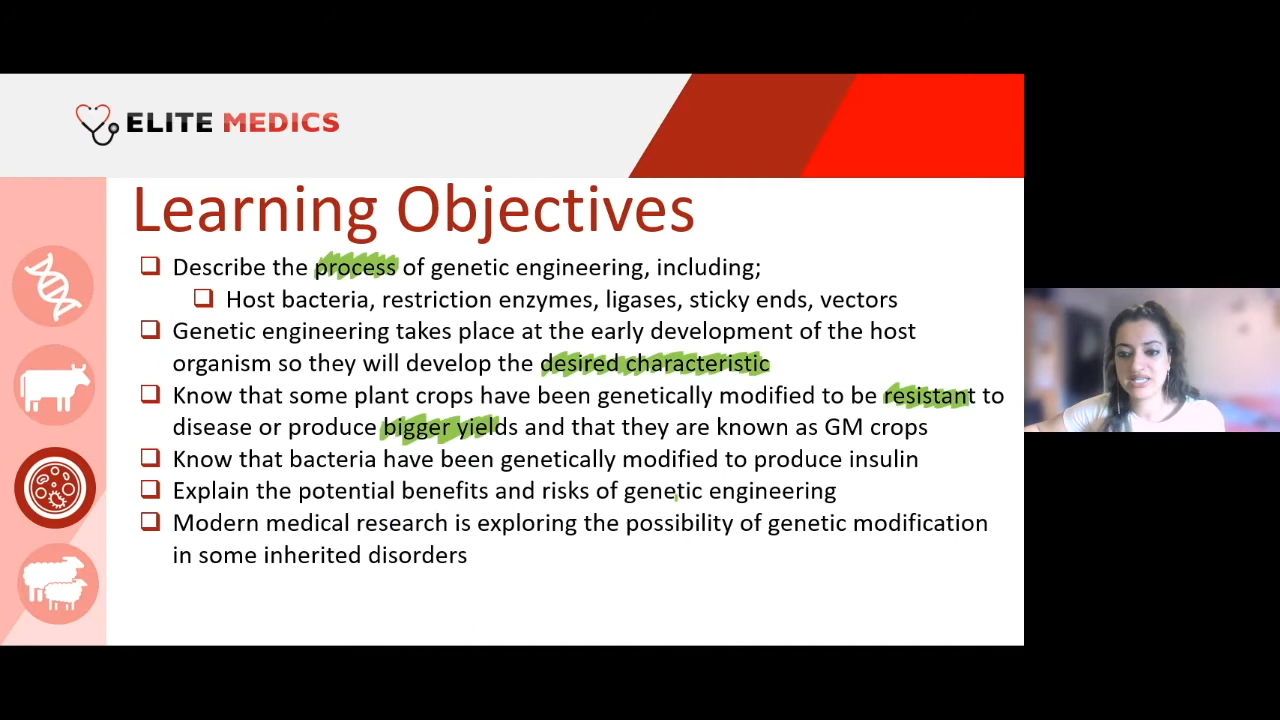 ELITE MEDICS
Learning Objectives
Describe the process of genetic engineering, including;
Host bacteria, restriction enzymes, ligases, sticky ends, vectors
Genetic engineering takes place at the early development of the host
organism so they will develop the desired characteristic
Know that some plant crops have been genetically modified to be resistant to
disease or produce bigger yields and that they are known as GM crops
Know that bacteria have been genetically modified to produce insulin
Explain the potential benefits and risks of genetic engineering
Modern medical research is exploring the possibility of genetic modification
in some inherited disorders